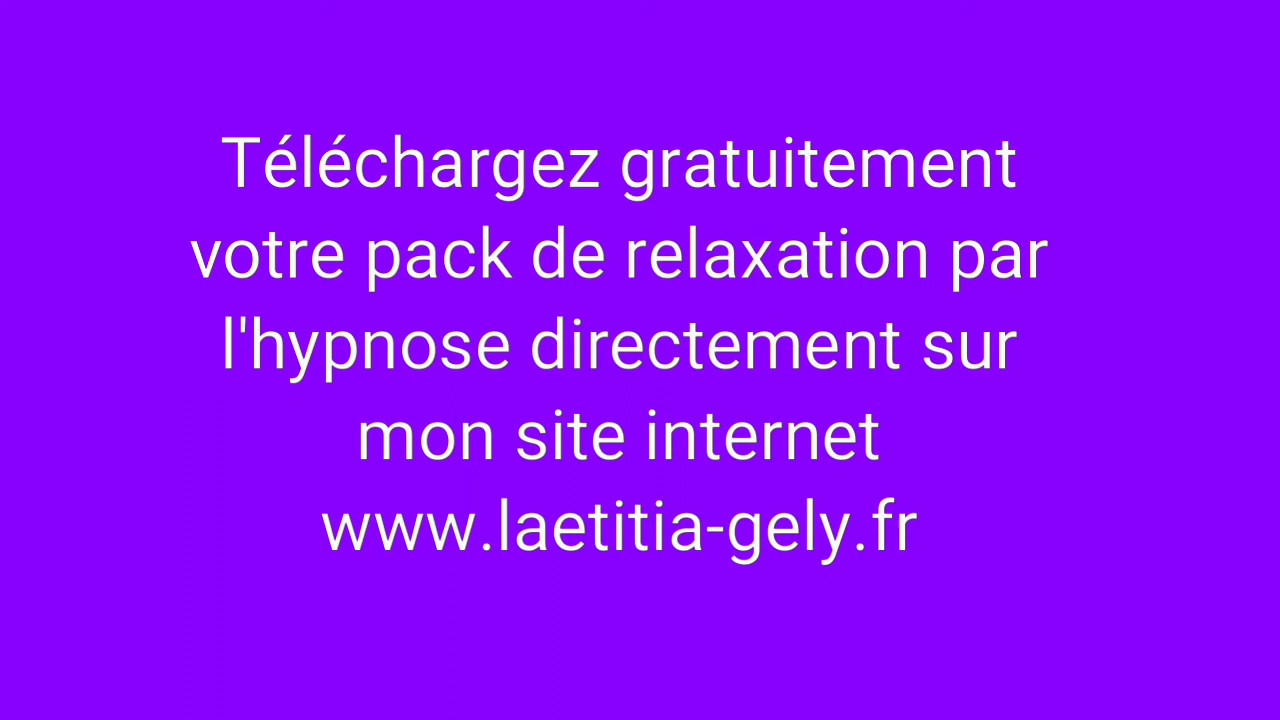 Téléchargez gratuitement
votre pack de relaxation par
l'hypnose directement sur
mon site internet
www.laetitia-gely.fr